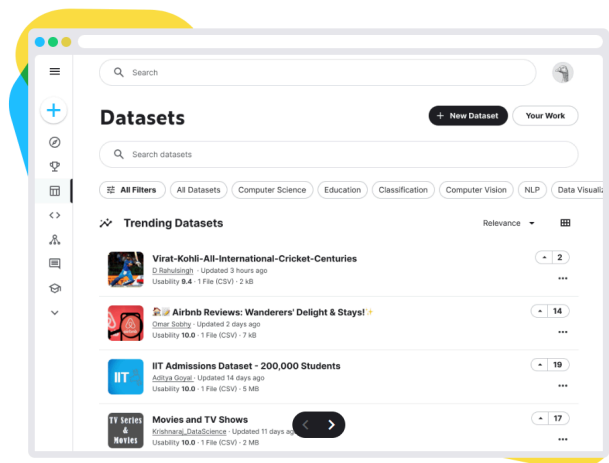 Search
Datasets
+ New Dataset
Your Work
Search datasets
All Filters
All Datasets
Computer Science
Education
Classification
Computer Vision
NLP
Data Visualiz
Trending Datasets
Relevance
Virat-Kohli-All-International-Cricket-Centuries
2
D Rahulsingh · Updated 3 hours ago
Usability 9.4 · 1 File (CSV) · 2 kB
Airbnb Reviews: Wanderers' Delight & Stays!
14
Omar Sobhy · Updated 2 days ago
Usability 10.0 · 1 File (CSV) · 7 kB
IIT
IIT Admissions Dataset - 200,000 Students
19
Aditya Goyal · Updated 14 days ago
Usability 10.0 · 1 File (CSV) · 5 MB
TV Series
&
Movies
Movies and TV Shows
17
Krishnaraj_DataScience · Updated 11 days ag
Usability 10.0 · 1 File (CSV) · 2 MB